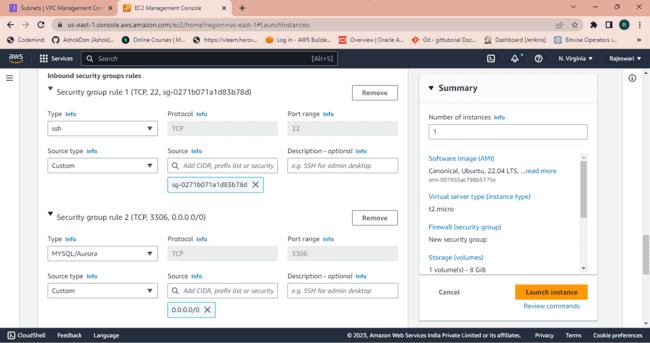 Subnets | VPC Management Con
EC2 Management Console
us-east-1.console.aws.amazon.com/ec2/home?region=us-east-1#LaunchInstances:
R
Codemind
AshokDon (Ashok)...
Online Courses | M...
https://vlearn.herov...
Log in - AWS Builde...
Overview | Oracle A...
Git - gittutorial Doc...
Dashboard [Jenkins]
Bitwise Operators i...
aws
Services
Search
[Alt+S]
N. Virginia
Rajeswari
Inbound security groups rules
Security group rule 1 (TCP, 22, sg-0271b071a1d83b78d)
Remove
Type Info
Protocol Info
Port range Info
ssh
TCP
22
Source type Info
Source Info
Description - optional Info
Custom
Add CIDR, prefix list or security
e.g. SSH for admin desktop
sg-0271b071a1d83b78d
Security group rule 2 (TCP, 3306, 0.0.0.0/0)
Remove
Type Info
Protocol Info
Port range Info
MYSQL/Aurora
TCP
3306
Source type Info
Source Info
Description - optional Info
Custom
Add CIDR, prefix list or security
e.g. SSH for admin desktop
0.0.0.0/0
Summary
Number of instances Info
1
Software Image (AMI)
Canonical, Ubuntu, 22.04 LTS, ...read more
ami-007855ac798b5175e
Virtual server type (instance type)
t2.micro
Firewall (security group)
New security group
Storage (volumes)
1 volume(s) - 8 GiB
Cancel
Launch instance
Review commands
CloudShell
Feedback
Language
© 2023, Amazon Web Services India Private Limited or its affiliates.
Privacy
Terms
Cookie preferences